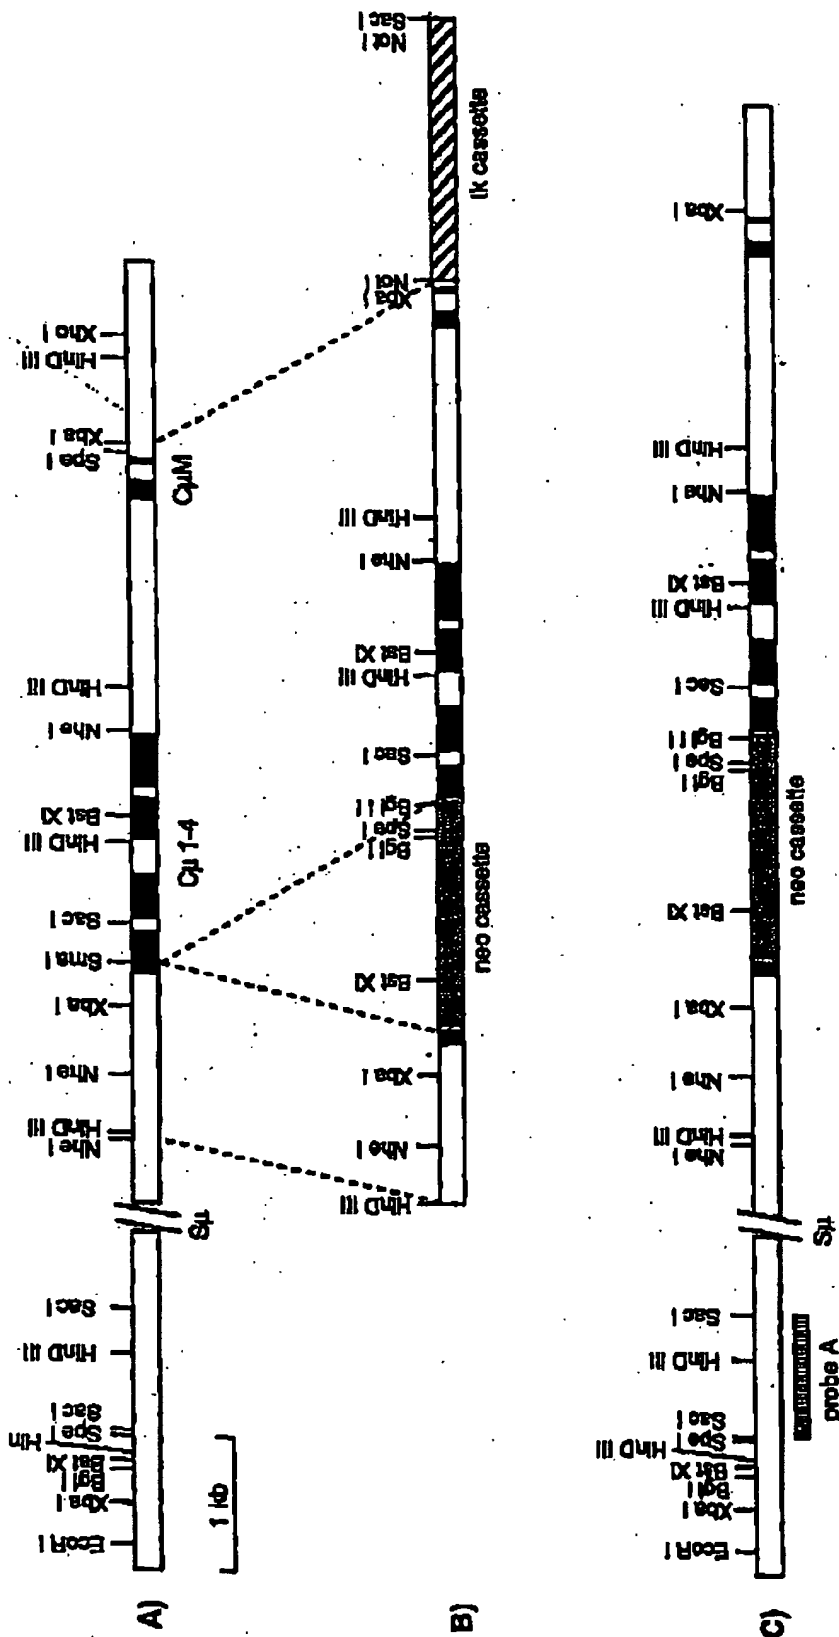 A)
EcoR I
Xba I
Bgl I
Bst XI
Hin
Spe I
Sac I
HinD III
Sac I
Nhe I
HinD III
Nhe I
Xba I
Sma I
Sac I
HinD III
Bst XI
Nhe I
HinD III
Spe I
Xba I
HinD III
Xho I
Sμ
Cμ 1-4
CμM
1 kb
B)
HinD III
Nhe I
Xba I
Bst XI
Bgl I
Spe I
Bgl II
Sac I
HinD III
Bst XI
Nhe I
HinD III
Xba I
Not I
Not I
Sac I
neo cassette
tk cassette
C)
EcoR I
Xba I
Bgl I
Bst XI
HinD III
Spe I
Sac I
HinD III
Sac I
Nhe I
HinD III
Nhe I
Xba I
Bst XI
Bgl I
Spe I
Bgl II
Sac I
HinD III
Bst XI
Nhe I
HinD III
Xba I
probe A
Sμ
neo cassette